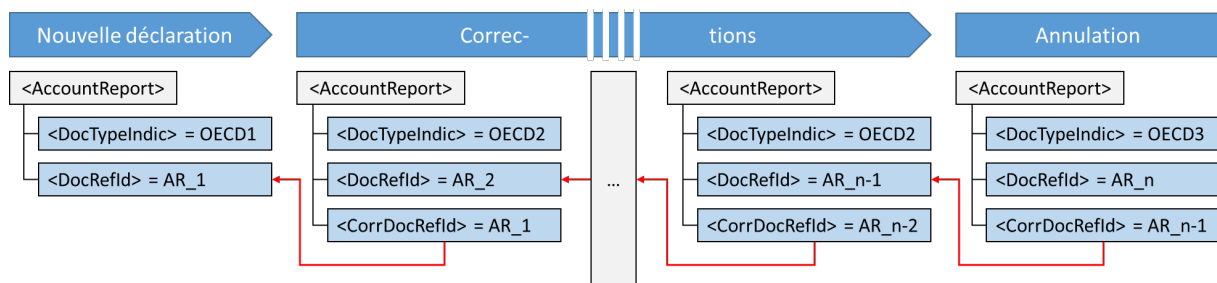 Nouvelle déclaration
Correc-
tions
Annulation
<AccountReport>
<DocTypeIndic> = OECD1
<DocRefId> = AR_1
<AccountReport>
<DocTypeIndic> = OECD2
<DocRefId> = AR_2
<CorrDocRefId> = AR_1
...
<AccountReport>
<DocTypeIndic> = OECD2
<DocRefId> = AR_n-1
<CorrDocRefId> = AR_n-2
<AccountReport>
<DocTypeIndic> = OECD3
<DocRefId> = AR_n
<CorrDocRefId> = AR_n-1